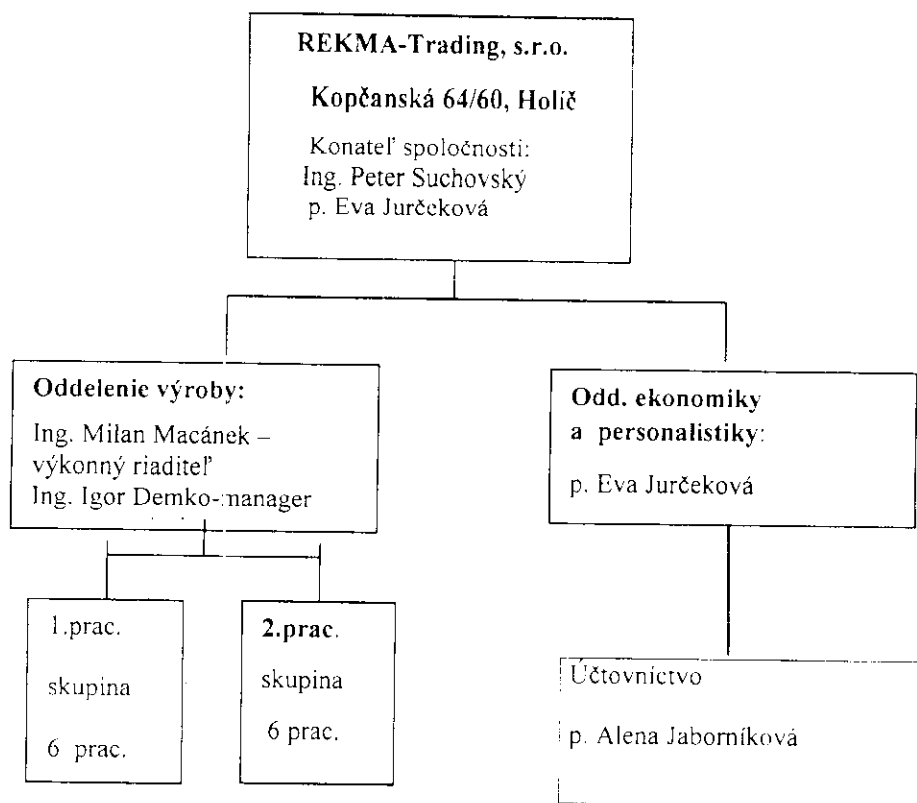 REKMA-Trading, s.r.o.
Kopčanská 64/60, Holíč
Konateľ spoločnosti:
Ing. Peter Suchovský
p. Eva Jurčeková
Oddelenie výroby:
Ing. Milan Macánek –
výkonný riaditeľ
Ing. Igor Demko-manager
Odd. ekonomiky
a personalistiky:
p. Eva Jurčeková
1.prac.
skupina
6 prac.
2.prac.
skupina
6 prac.
Účtovníctvo
p. Alena Jaborníková